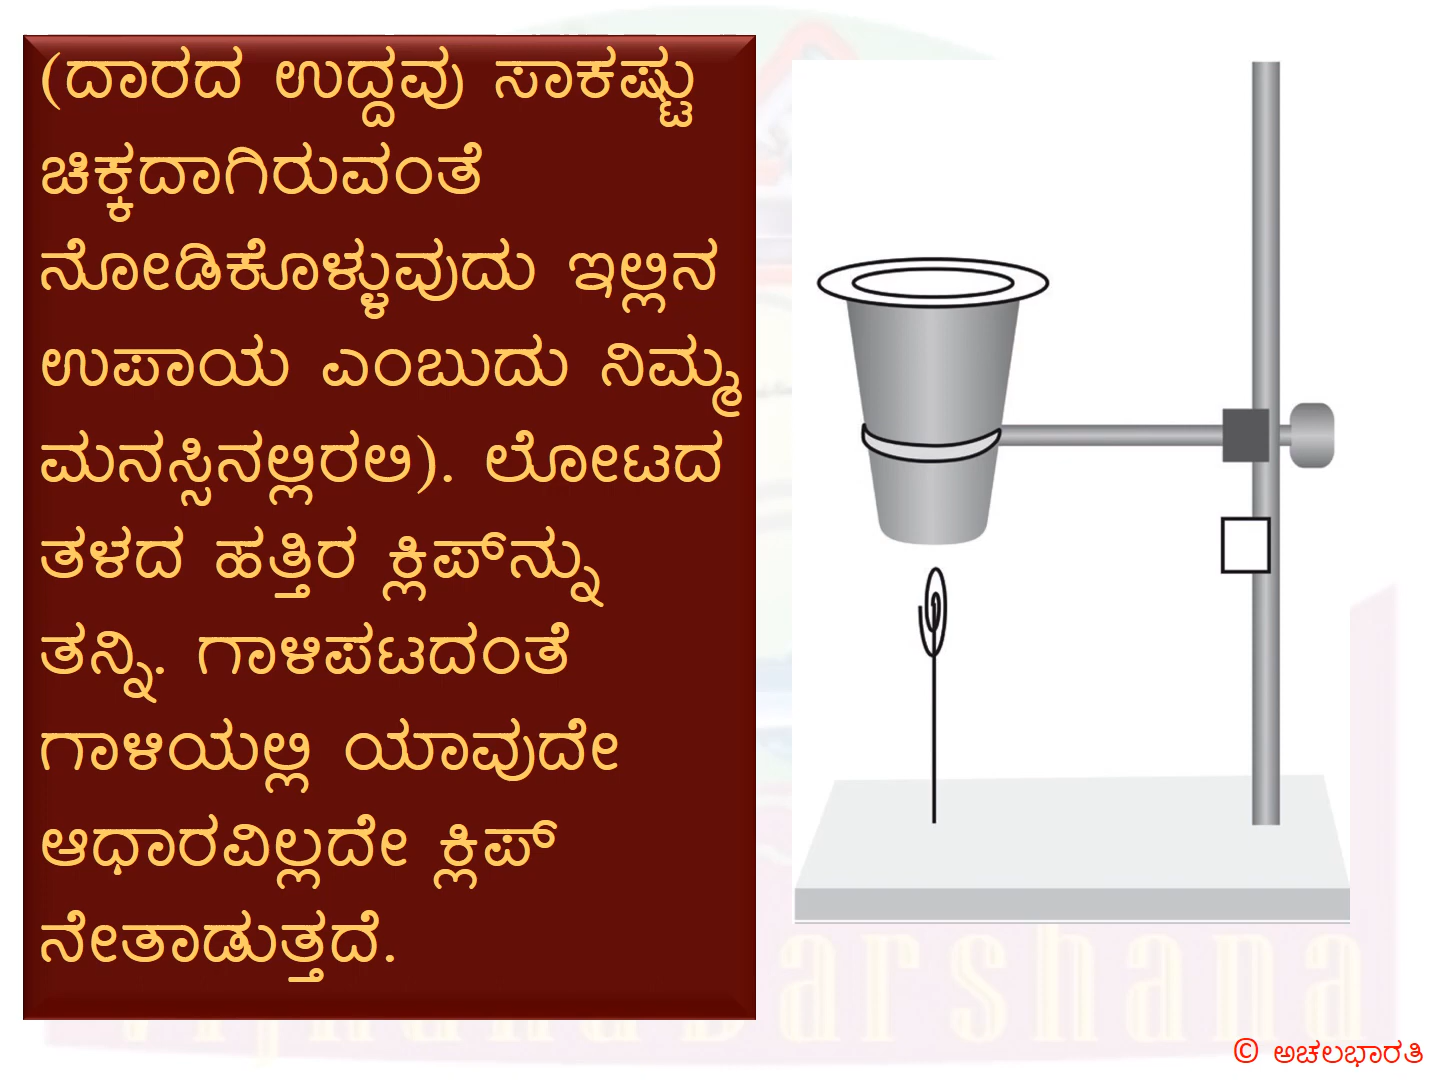 (ದಾರದ ಉದ್ದವು ಸಾಕಷ್ಟು
ಚಿಕ್ಕದಾಗಿರುವಂತೆ
ನೋಡಿಕೊಳ್ಳುವುದು ಇಲ್ಲಿನ
ಉಪಾಯ ಎಂಬುದು ನಿಮ್ಮ
ಮನಸ್ಸಿನಲ್ಲಿರಲಿ). ಲೋಟದ
ತಳದ ಹತ್ತಿರ ಕ್ಲಿಪ್‌ನ್ನು
ತನ್ನಿ. ಗಾಳಿಪಟದಂತೆ
ಗಾಳಿಯಲ್ಲಿ ಯಾವುದೇ
ಆಧಾರವಿಲ್ಲದೇ ಕ್ಲಿಪ್
ನೇತಾಡುತ್ತದೆ.
VijnanaDarshana
© ಅಚಲಭಾರತಿ